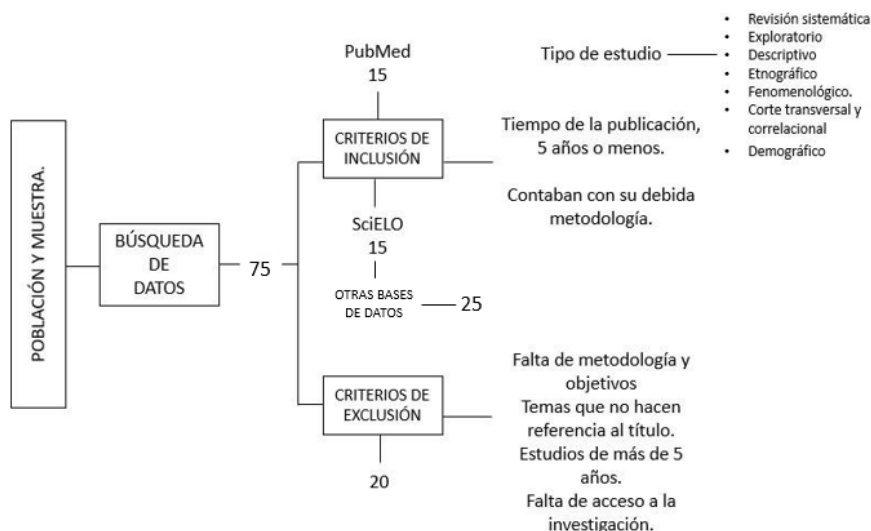 POBLACIÓN Y MUESTRA.
BÚSQUEDA
DE
DATOS
75
PubMed
15
CRITERIOS DE
INCLUSIÓN
SciELO
15
OTRAS BASES
DE DATOS
25
Tipo de estudio
• Revisión sistemática
• Exploratorio
• Descriptivo
• Etnográfico
• Fenomenológico.
• Corte transversal y
correlacional
• Demográfico
Tiempo de la publicación,
5 años o menos.
Contaban con su debida
metodología.
CRITERIOS DE
EXCLUSIÓN
20
Falta de metodología y
objetivos
Temas que no hacen
referencia al título.
Estudios de más de 5
años.
Falta de acceso a la
investigación.